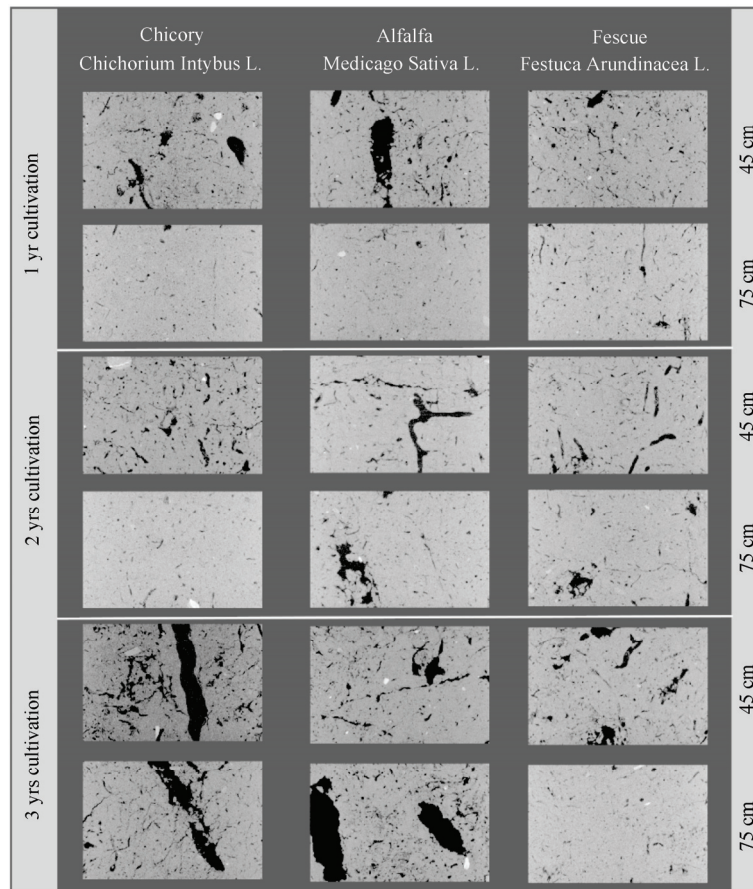 Chicory
Chichorium Intybus L.
Alfalfa
Medicago Sativa L.
Fescue
Festuca Arundinacea L.
1 yr cultivation
45 cm
75 cm
2 yrs cultivation
45 cm
75 cm
3 yrs cultivation
45 cm
75 cm